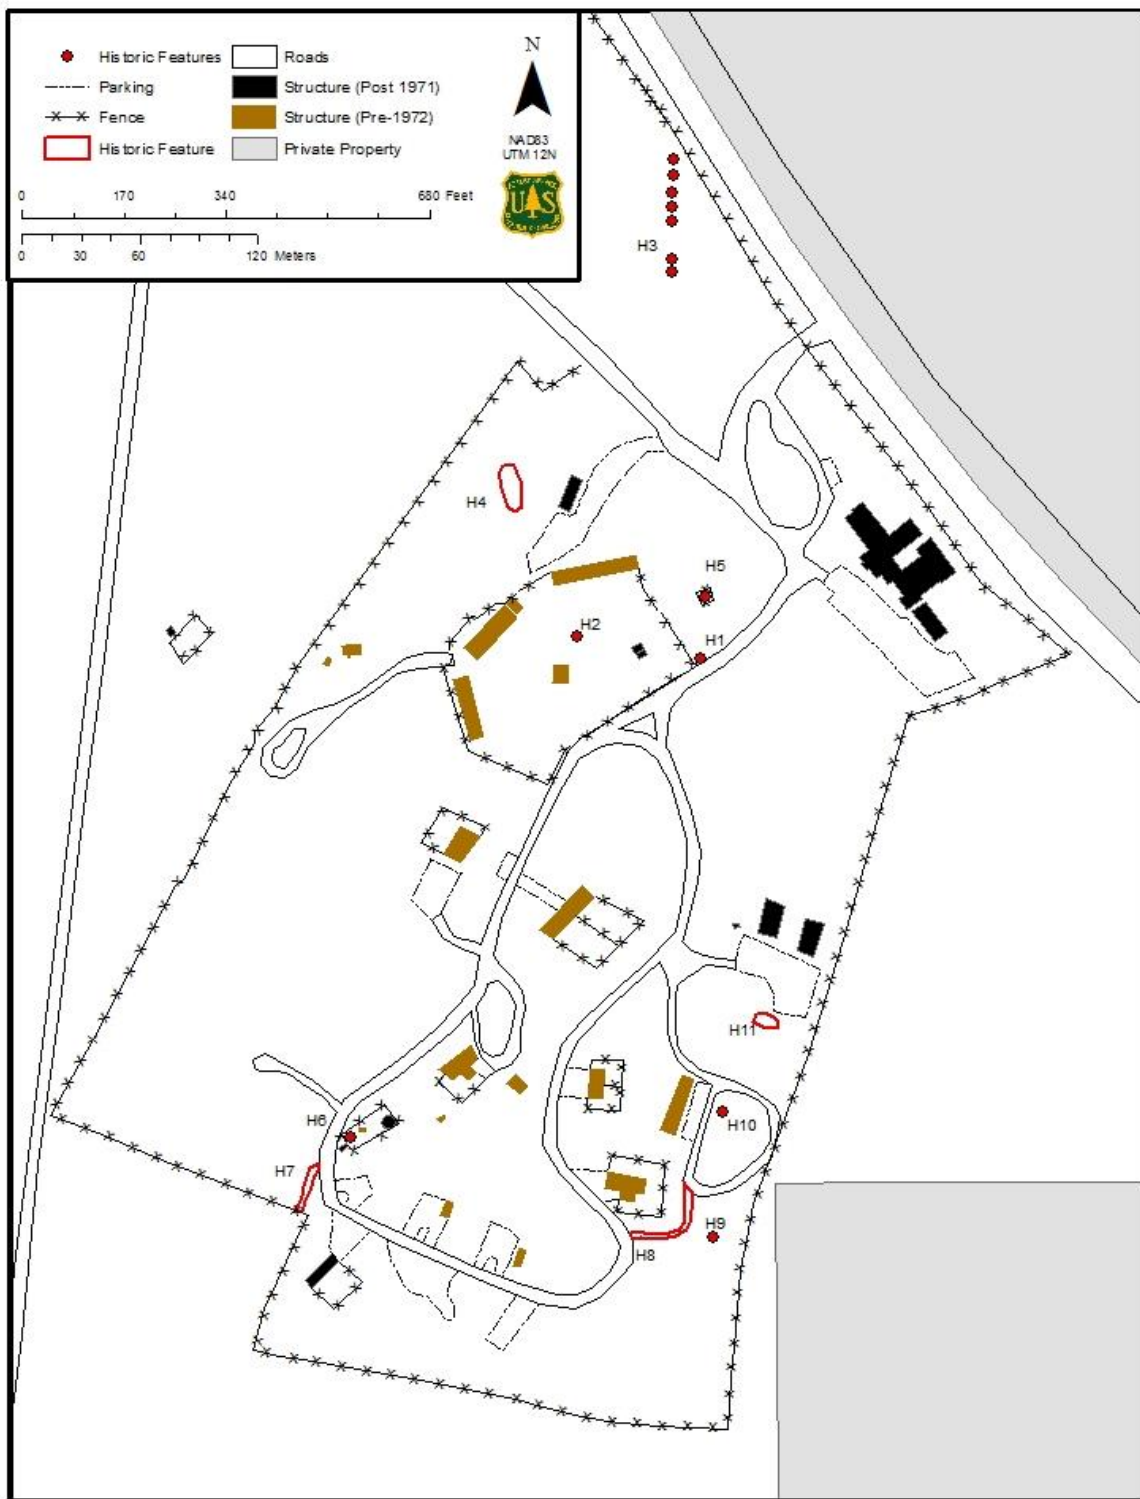 Historic Features
Roads
Parking
Structure (Post 1971)
Fence
Structure (Pre-1972)
Historic Feature
Private Property
N
NAD83
UTM 12N
U S
0 170 340 680 Feet
0 30 60 120 Meters
H3
H4
H5
H2
H1
H11
H10
H6
H7
H9
H8